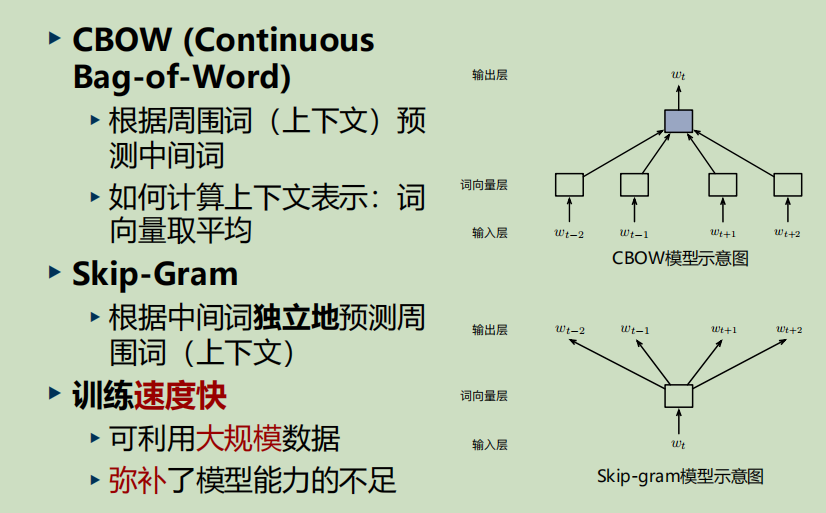 CBOW (Continuous
Bag-of-Word)
根据周围词（上下文）预
测中间词
如何计算上下文表示：词
向量取平均
Skip-Gram
根据中间词独立地预测周
围词（上下文）
训练速度快
可利用大规模数据
弥补了模型能力的不足
输出层
w_t
词向量层
输入层
w_{t-2} w_{t-1} w_{t+1} w_{t+2}
CBOW模型示意图
输出层
w_{t-2} w_{t-1} w_{t+1} w_{t+2}
词向量层
输入层
w_t
Skip-gram模型示意图